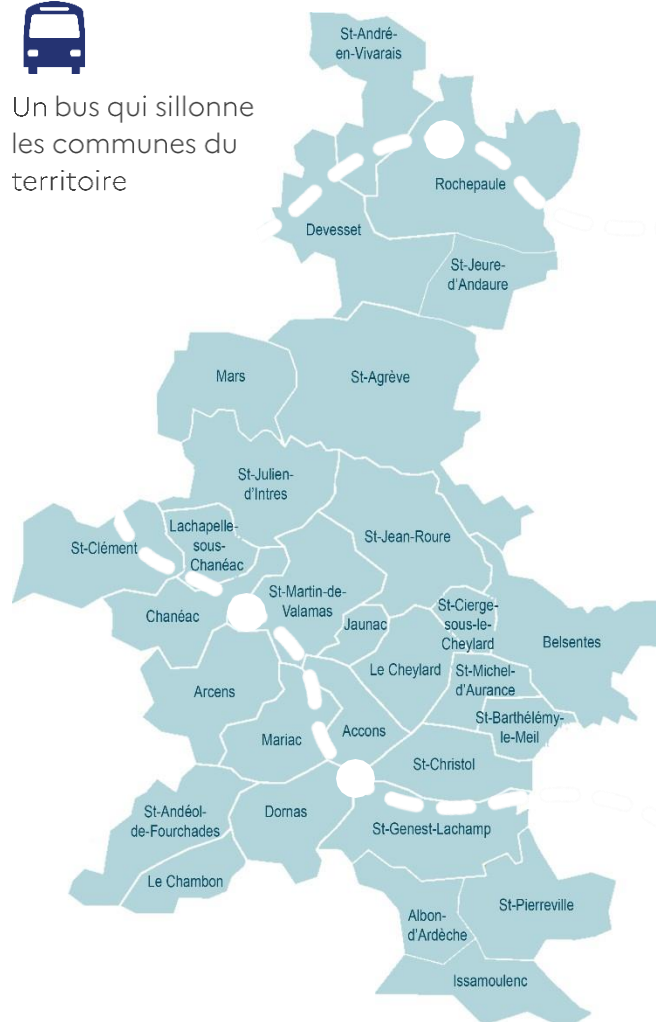 Un bus qui sillonne
les communes du
territoire
St-André-
en-Vivarais
Rochepaule
Devesset
St-Jeure-
d'Andaure
Mars
St-Agrève
St-Julien-
d'Intres
St-Clément
Lachapelle-
sous-
Chanéac
St-Jean-Roure
Chanéac
St-Martin-de-
Valamas
Jaunac
St-Cierge-
sous-le-
Cheylard
Belsentes
Le Cheylard
St-Michel-
d'Aurance
Arcens
Mariac
Accons
St-Barthélémy-
le-Meil
St-Christol
St-Andéol-
de-Fourchades
Dornas
St-Genest-Lachamp
Le Chambon
Albon-
d'Ardèche
St-Pierreville
Issamoulenc